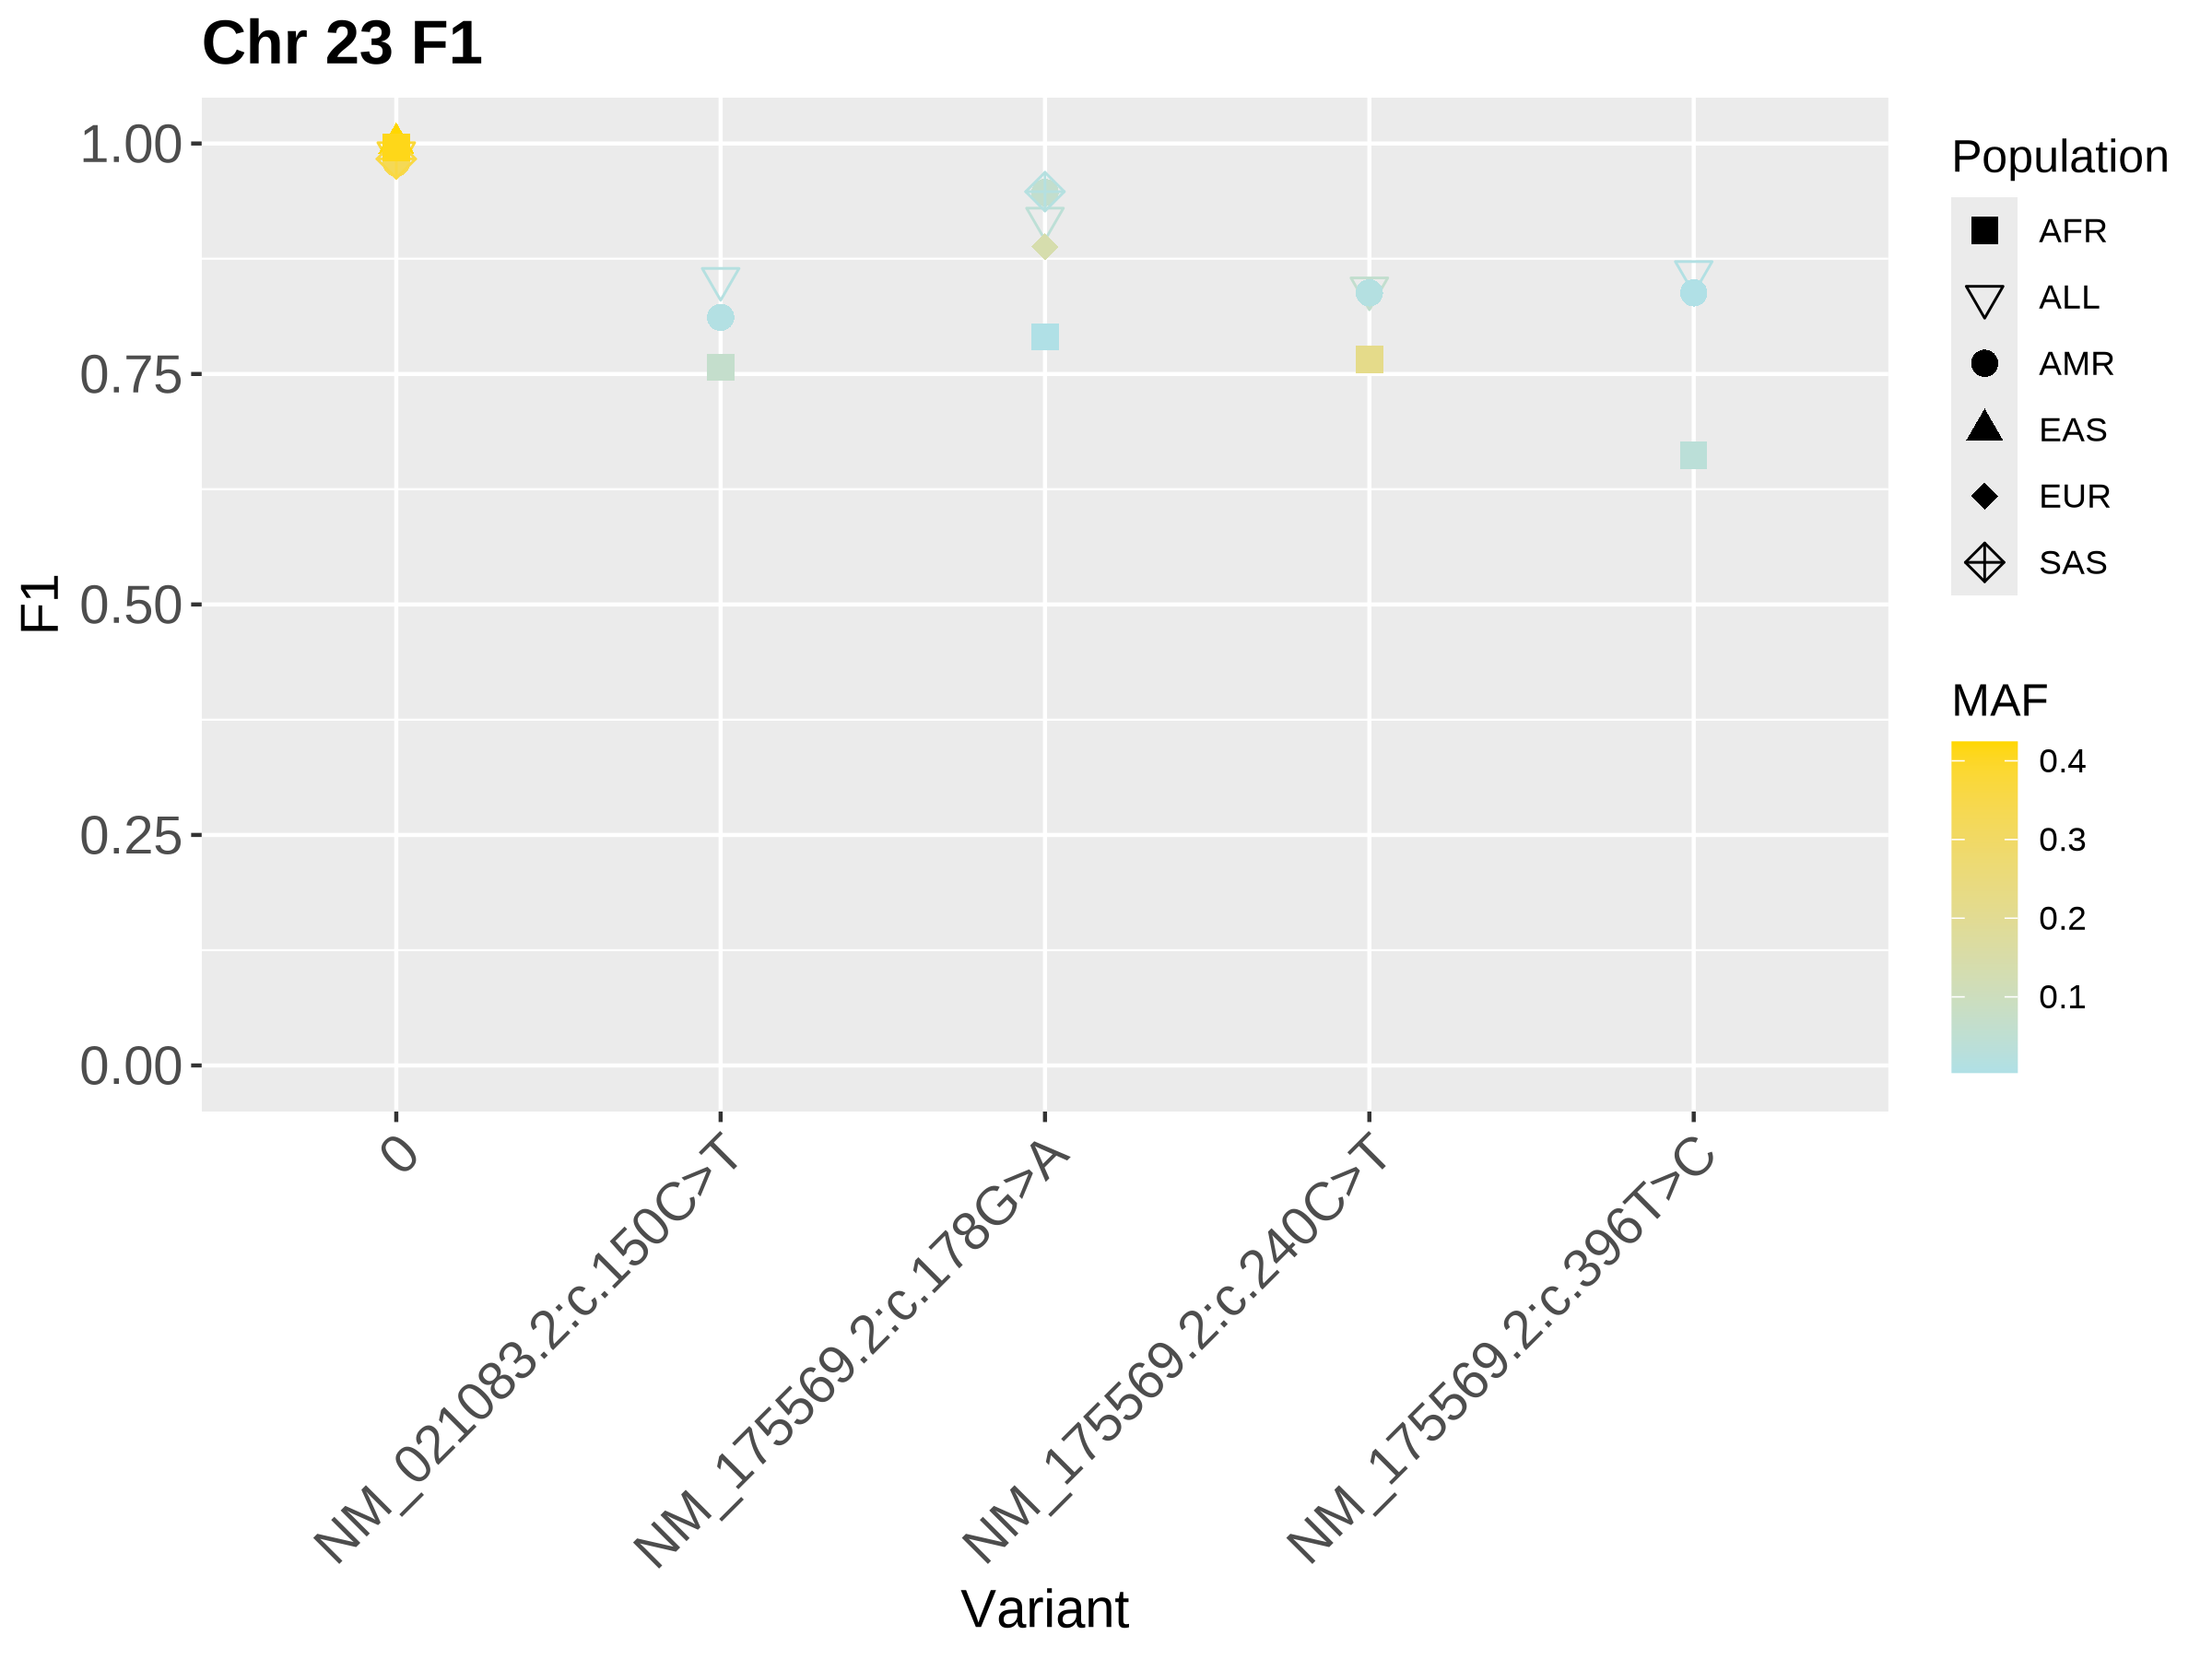 Chr 23 F1
1.00
0.75
0.50
0.25
0.00
F1
0
NM_021083.2:c.150C>T
NM_175569.2:c.178G>A
NM_175569.2:c.240C>T
NM_175569.2:c.396T>C
Variant
Population
AFR
ALL
AMR
EAS
EUR
SAS
MAF
0.4
0.3
0.2
0.1